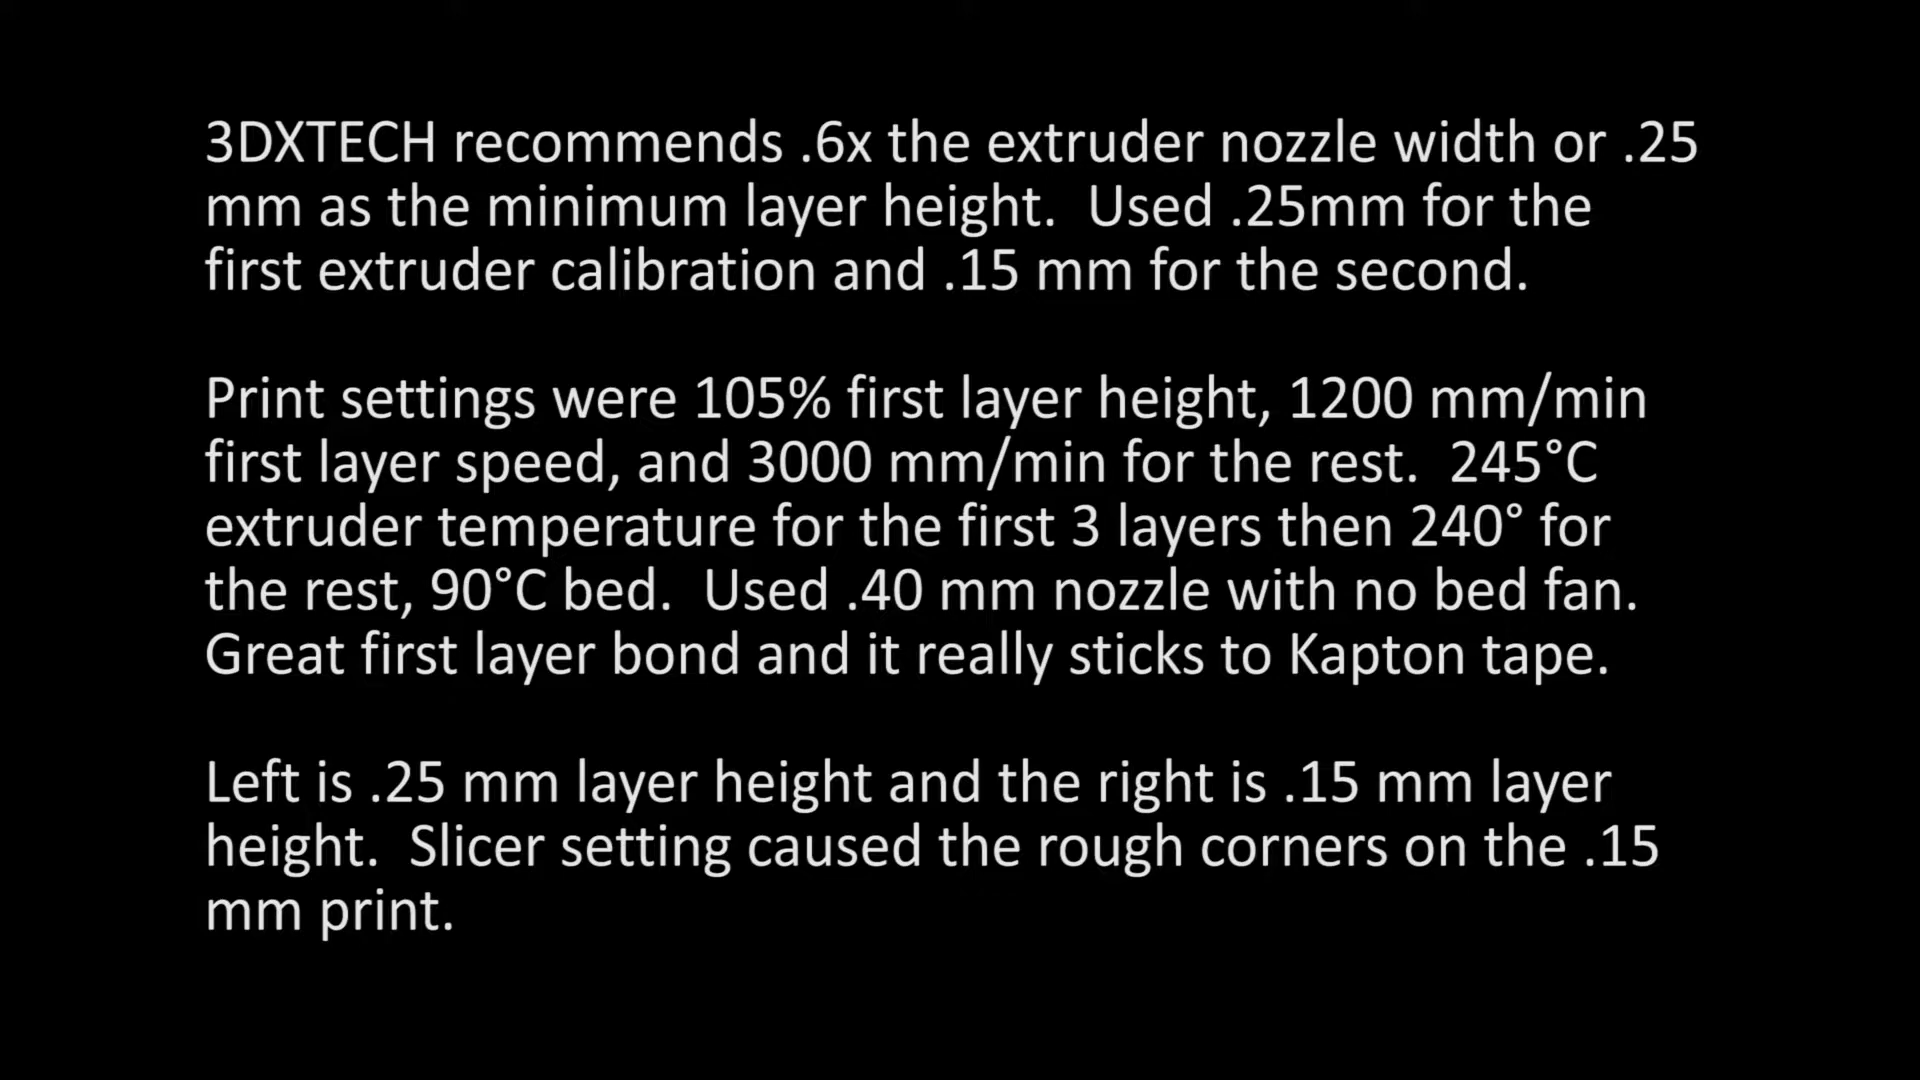 3DXTECH recommends .6x the extruder nozzle width or .25
mm as the minimum layer height.  Used .25mm for the
first extruder calibration and .15 mm for the second.
Print settings were 105% first layer height, 1200 mm/min
first layer speed, and 3000 mm/min for the rest.  245°C
extruder temperature for the first 3 layers then 240° for
the rest, 90°C bed.  Used .40 mm nozzle with no bed fan.
Great first layer bond and it really sticks to Kapton tape.
Left is .25 mm layer height and the right is .15 mm layer
height.  Slicer setting caused the rough corners on the .15
mm print.